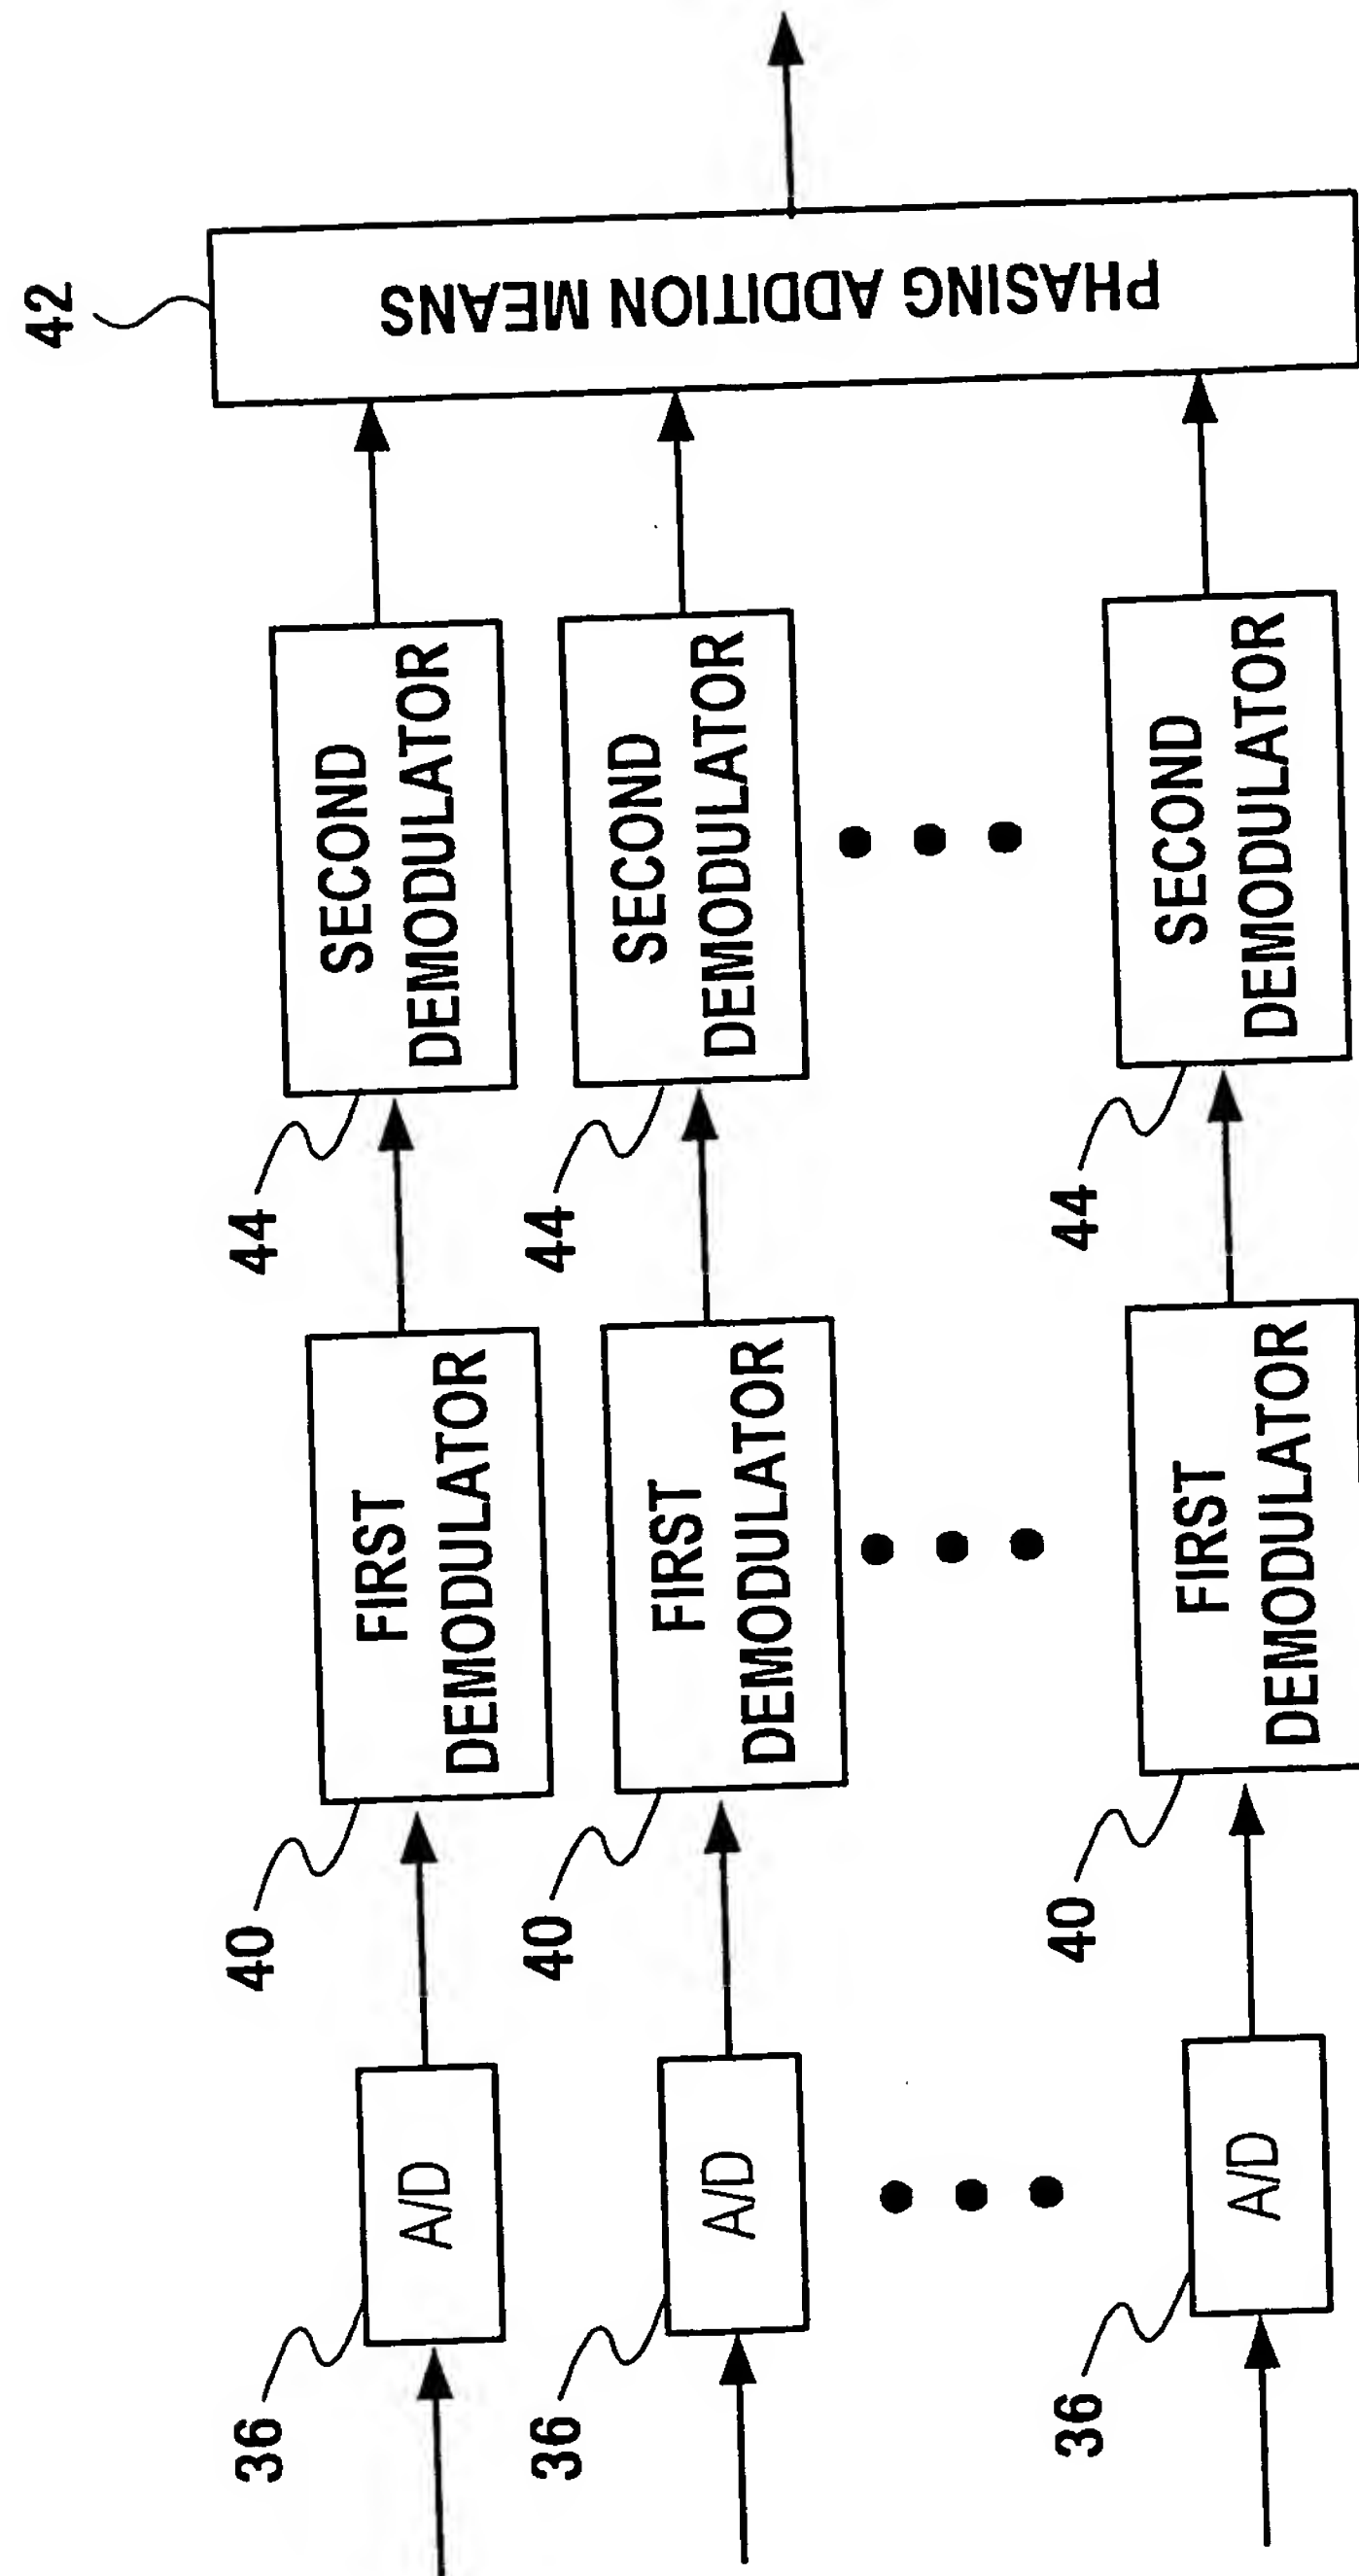 42
PHASING ADDITION MEANS
44
SECOND
DEMODULATOR
44
SECOND
DEMODULATOR
44
SECOND
DEMODULATOR
40
FIRST
DEMODULATOR
40
FIRST
DEMODULATOR
40
FIRST
DEMODULATOR
36
A/D
36
A/D
36
A/D